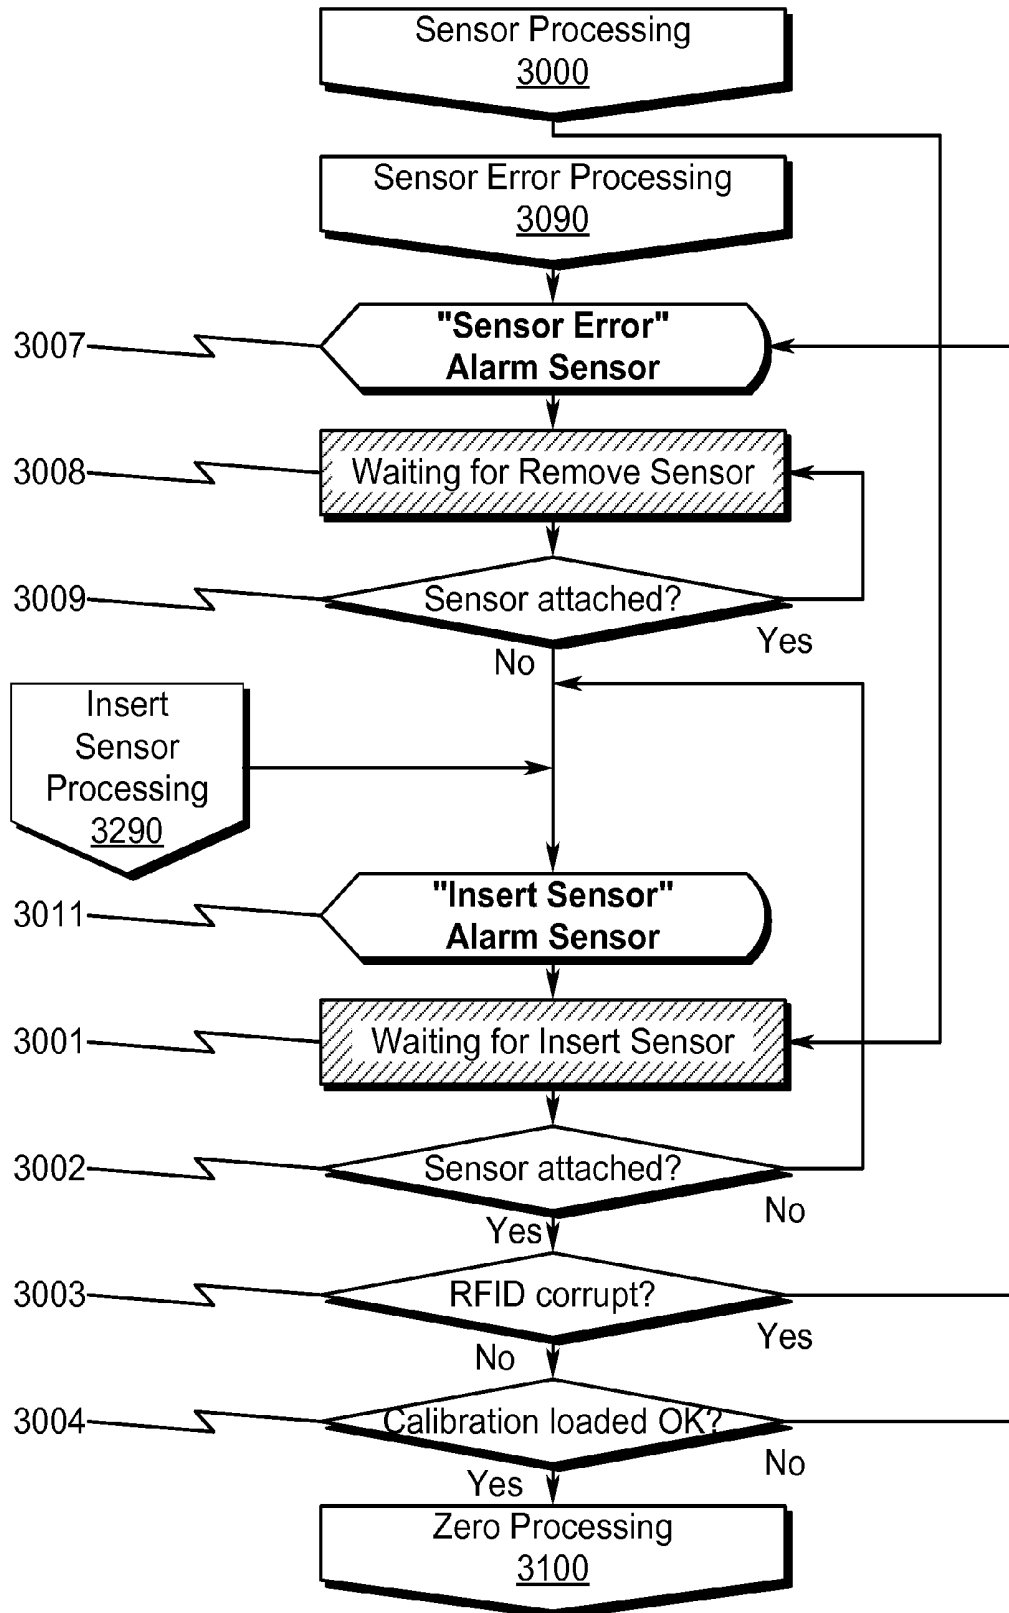 Sensor Processing
3000
Sensor Error Processing
3090
3007
"Sensor Error"
Alarm Sensor
3008
Waiting for Remove Sensor
3009
Sensor attached?
Yes
No
Insert
Sensor
Processing
3290
3011
"Insert Sensor"
Alarm Sensor
3001
Waiting for Insert Sensor
3002
Sensor attached?
No
Yes
3003
RFID corrupt?
Yes
No
3004
Calibration loaded OK?
No
Yes
Zero Processing
3100